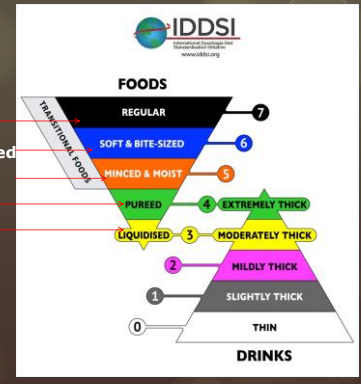 IDDSI
International Dysphagia Diet
Standardisation Initiative
www.iddsi.org
FOODS
TRANSITIONAL FOODS
REGULAR 7
ed
SOFT & BITE-SIZED 6
MINCED & MOIST 5
PUREED 4 EXTREMELY THICK
LIQUIDISED 3 MODERATELY THICK
2 MILDLY THICK
1 SLIGHTLY THICK
0 THIN
DRINKS